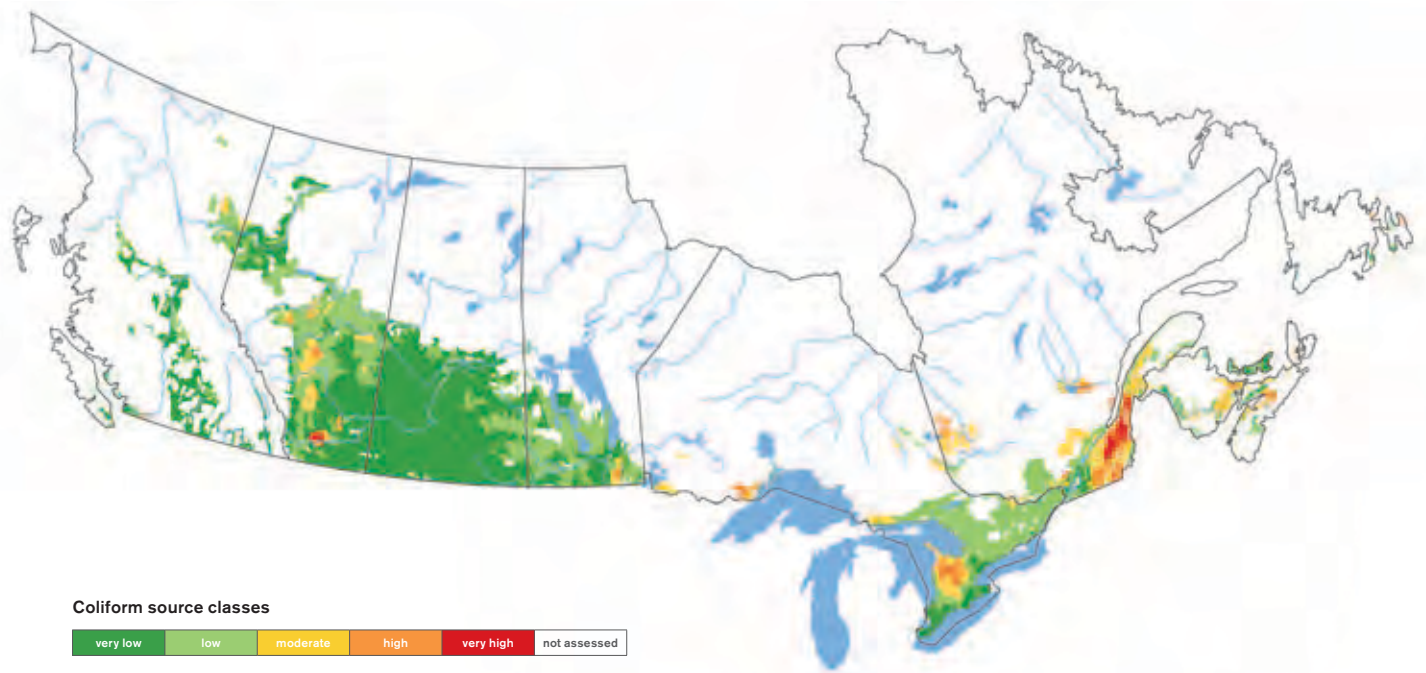 Coliform source classes
very low low moderate high very high not assessed